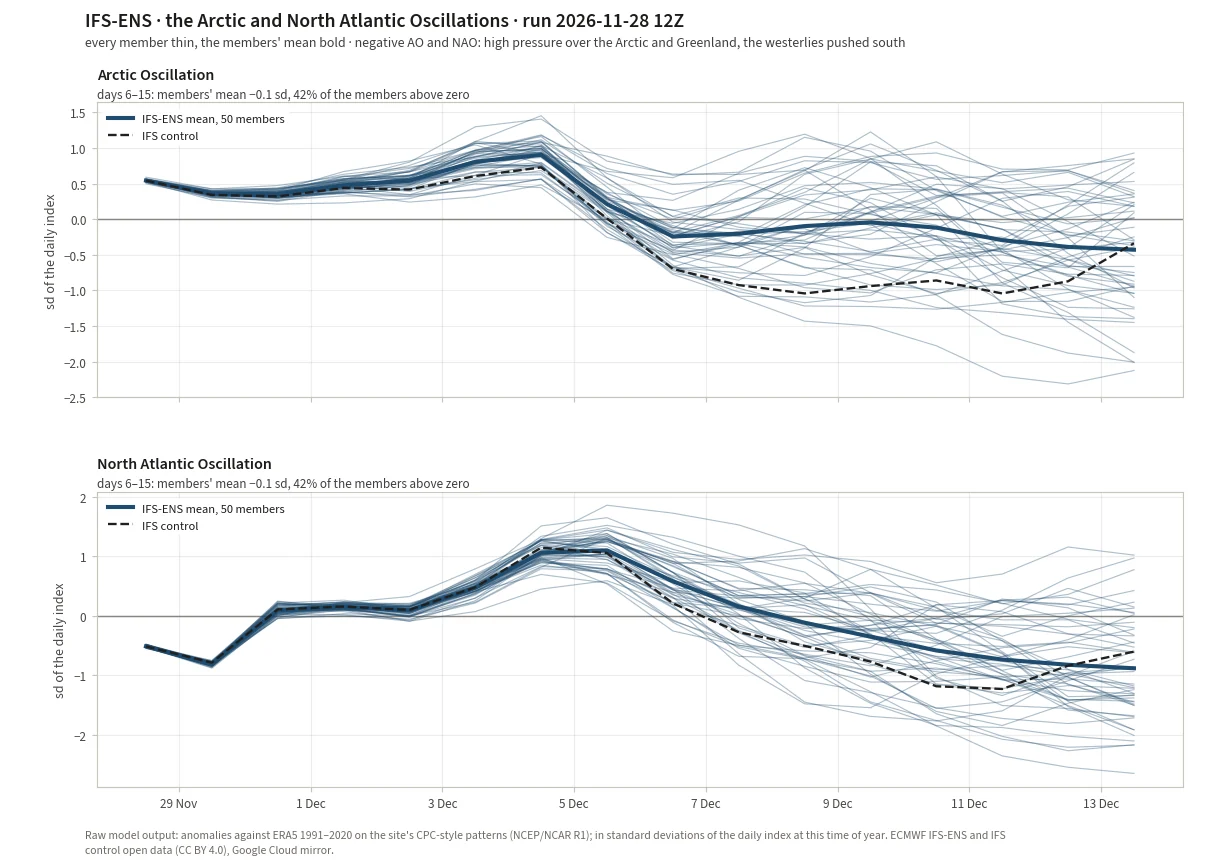 IFS-ENS · the Arctic and North Atlantic Oscillations · run 2026-11-28 12Z
every member thin, the members' mean bold · negative AO and NAO: high pressure over the Arctic and Greenland, the westerlies pushed south
Arctic Oscillation
days 6–15: members' mean −0.1 sd, 42% of the members above zero
IFS-ENS mean, 50 members
IFS control
1.5
1.0
0.5
0.0
−0.5
−1.0
−1.5
−2.0
−2.5
sd of the daily index
North Atlantic Oscillation
days 6–15: members' mean −0.1 sd, 42% of the members above zero
IFS-ENS mean, 50 members
IFS control
2
1
0
−1
−2
sd of the daily index
29 Nov
1 Dec
3 Dec
5 Dec
7 Dec
9 Dec
11 Dec
13 Dec
Raw model output: anomalies against ERA5 1991–2020 on the site's CPC-style patterns (NCEP/NCAR R1); in standard deviations of the daily index at this time of year. ECMWF IFS-ENS and IFS
control open data (CC BY 4.0), Google Cloud mirror.